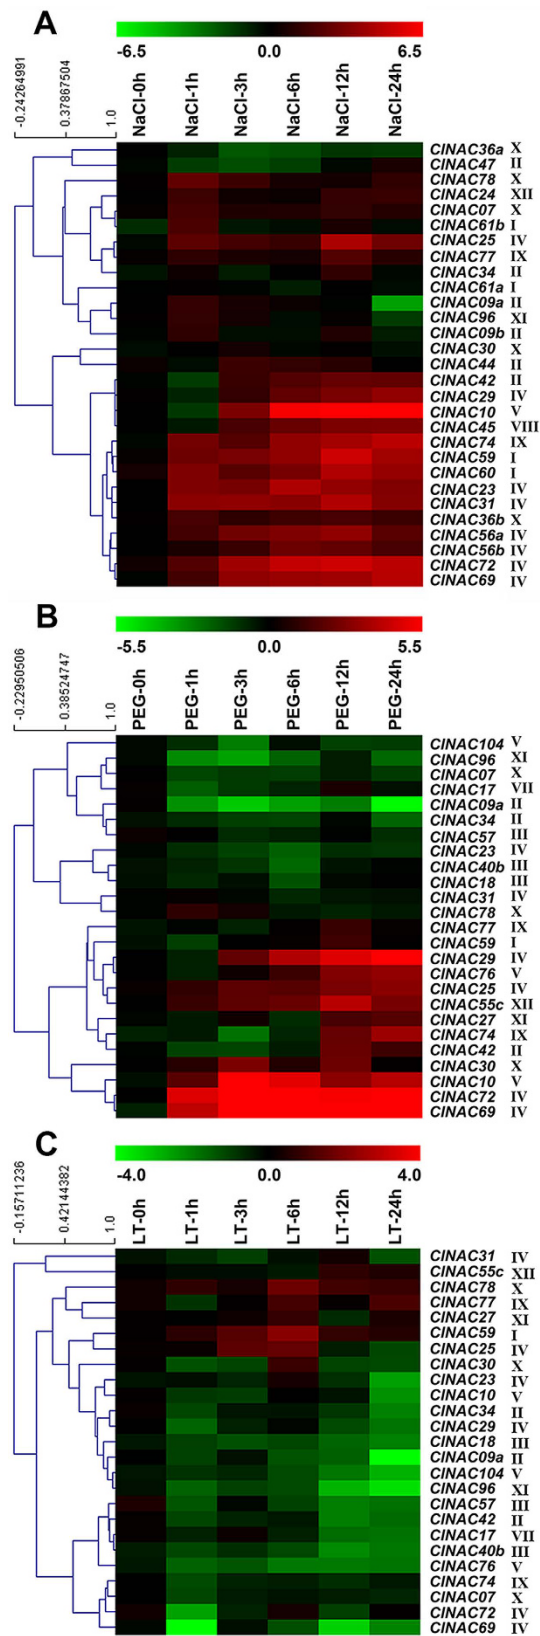 A
-6.5 0.0 6.5
-0.24264991 0.37867504 1.0 NaCl-0h NaCl-1h NaCl-3h NaCl-6h NaCl-12h NaCl-24h
ClNAC36a X
ClNAC47 II
ClNAC78 X
ClNAC24 XII
ClNAC07 X
ClNAC61b I
ClNAC25 IV
ClNAC77 IX
ClNAC34 II
ClNAC61a I
ClNAC09a II
ClNAC96 XI
ClNAC09b II
ClNAC30 X
ClNAC44 II
ClNAC42 II
ClNAC29 IV
ClNAC10 V
ClNAC45 VIII
ClNAC74 IX
ClNAC59 I
ClNAC60 I
ClNAC23 IV
ClNAC31 IV
ClNAC36b X
ClNAC56a IV
ClNAC56b IV
ClNAC72 IV
ClNAC69 IV
B
-5.5 0.0 5.5
-0.22950506 0.38524747 1.0 PEG-0h PEG-1h PEG-3h PEG-6h PEG-12h PEG-24h
ClNAC104 V
ClNAC96 XI
ClNAC07 X
ClNAC17 VII
ClNAC09a II
ClNAC34 II
ClNAC57 III
ClNAC23 IV
ClNAC40b III
ClNAC18 III
ClNAC31 IV
ClNAC78 X
ClNAC77 IX
ClNAC59 I
ClNAC29 IV
ClNAC76 V
ClNAC25 IV
ClNAC55c XII
ClNAC27 XI
ClNAC74 IX
ClNAC42 II
ClNAC30 X
ClNAC10 V
ClNAC72 IV
ClNAC69 IV
C
-4.0 0.0 4.0
-0.15711236 0.42144382 1.0 LT-0h LT-1h LT-3h LT-6h LT-12h LT-24h
ClNAC31 IV
ClNAC55c XII
ClNAC78 X
ClNAC77 IX
ClNAC27 XI
ClNAC59 I
ClNAC25 IV
ClNAC30 X
ClNAC23 IV
ClNAC10 V
ClNAC34 II
ClNAC29 IV
ClNAC18 III
ClNAC09a II
ClNAC104 V
ClNAC96 XI
ClNAC57 III
ClNAC42 II
ClNAC17 VII
ClNAC40b III
ClNAC76 V
ClNAC74 IX
ClNAC07 X
ClNAC72 IV
ClNAC69 IV